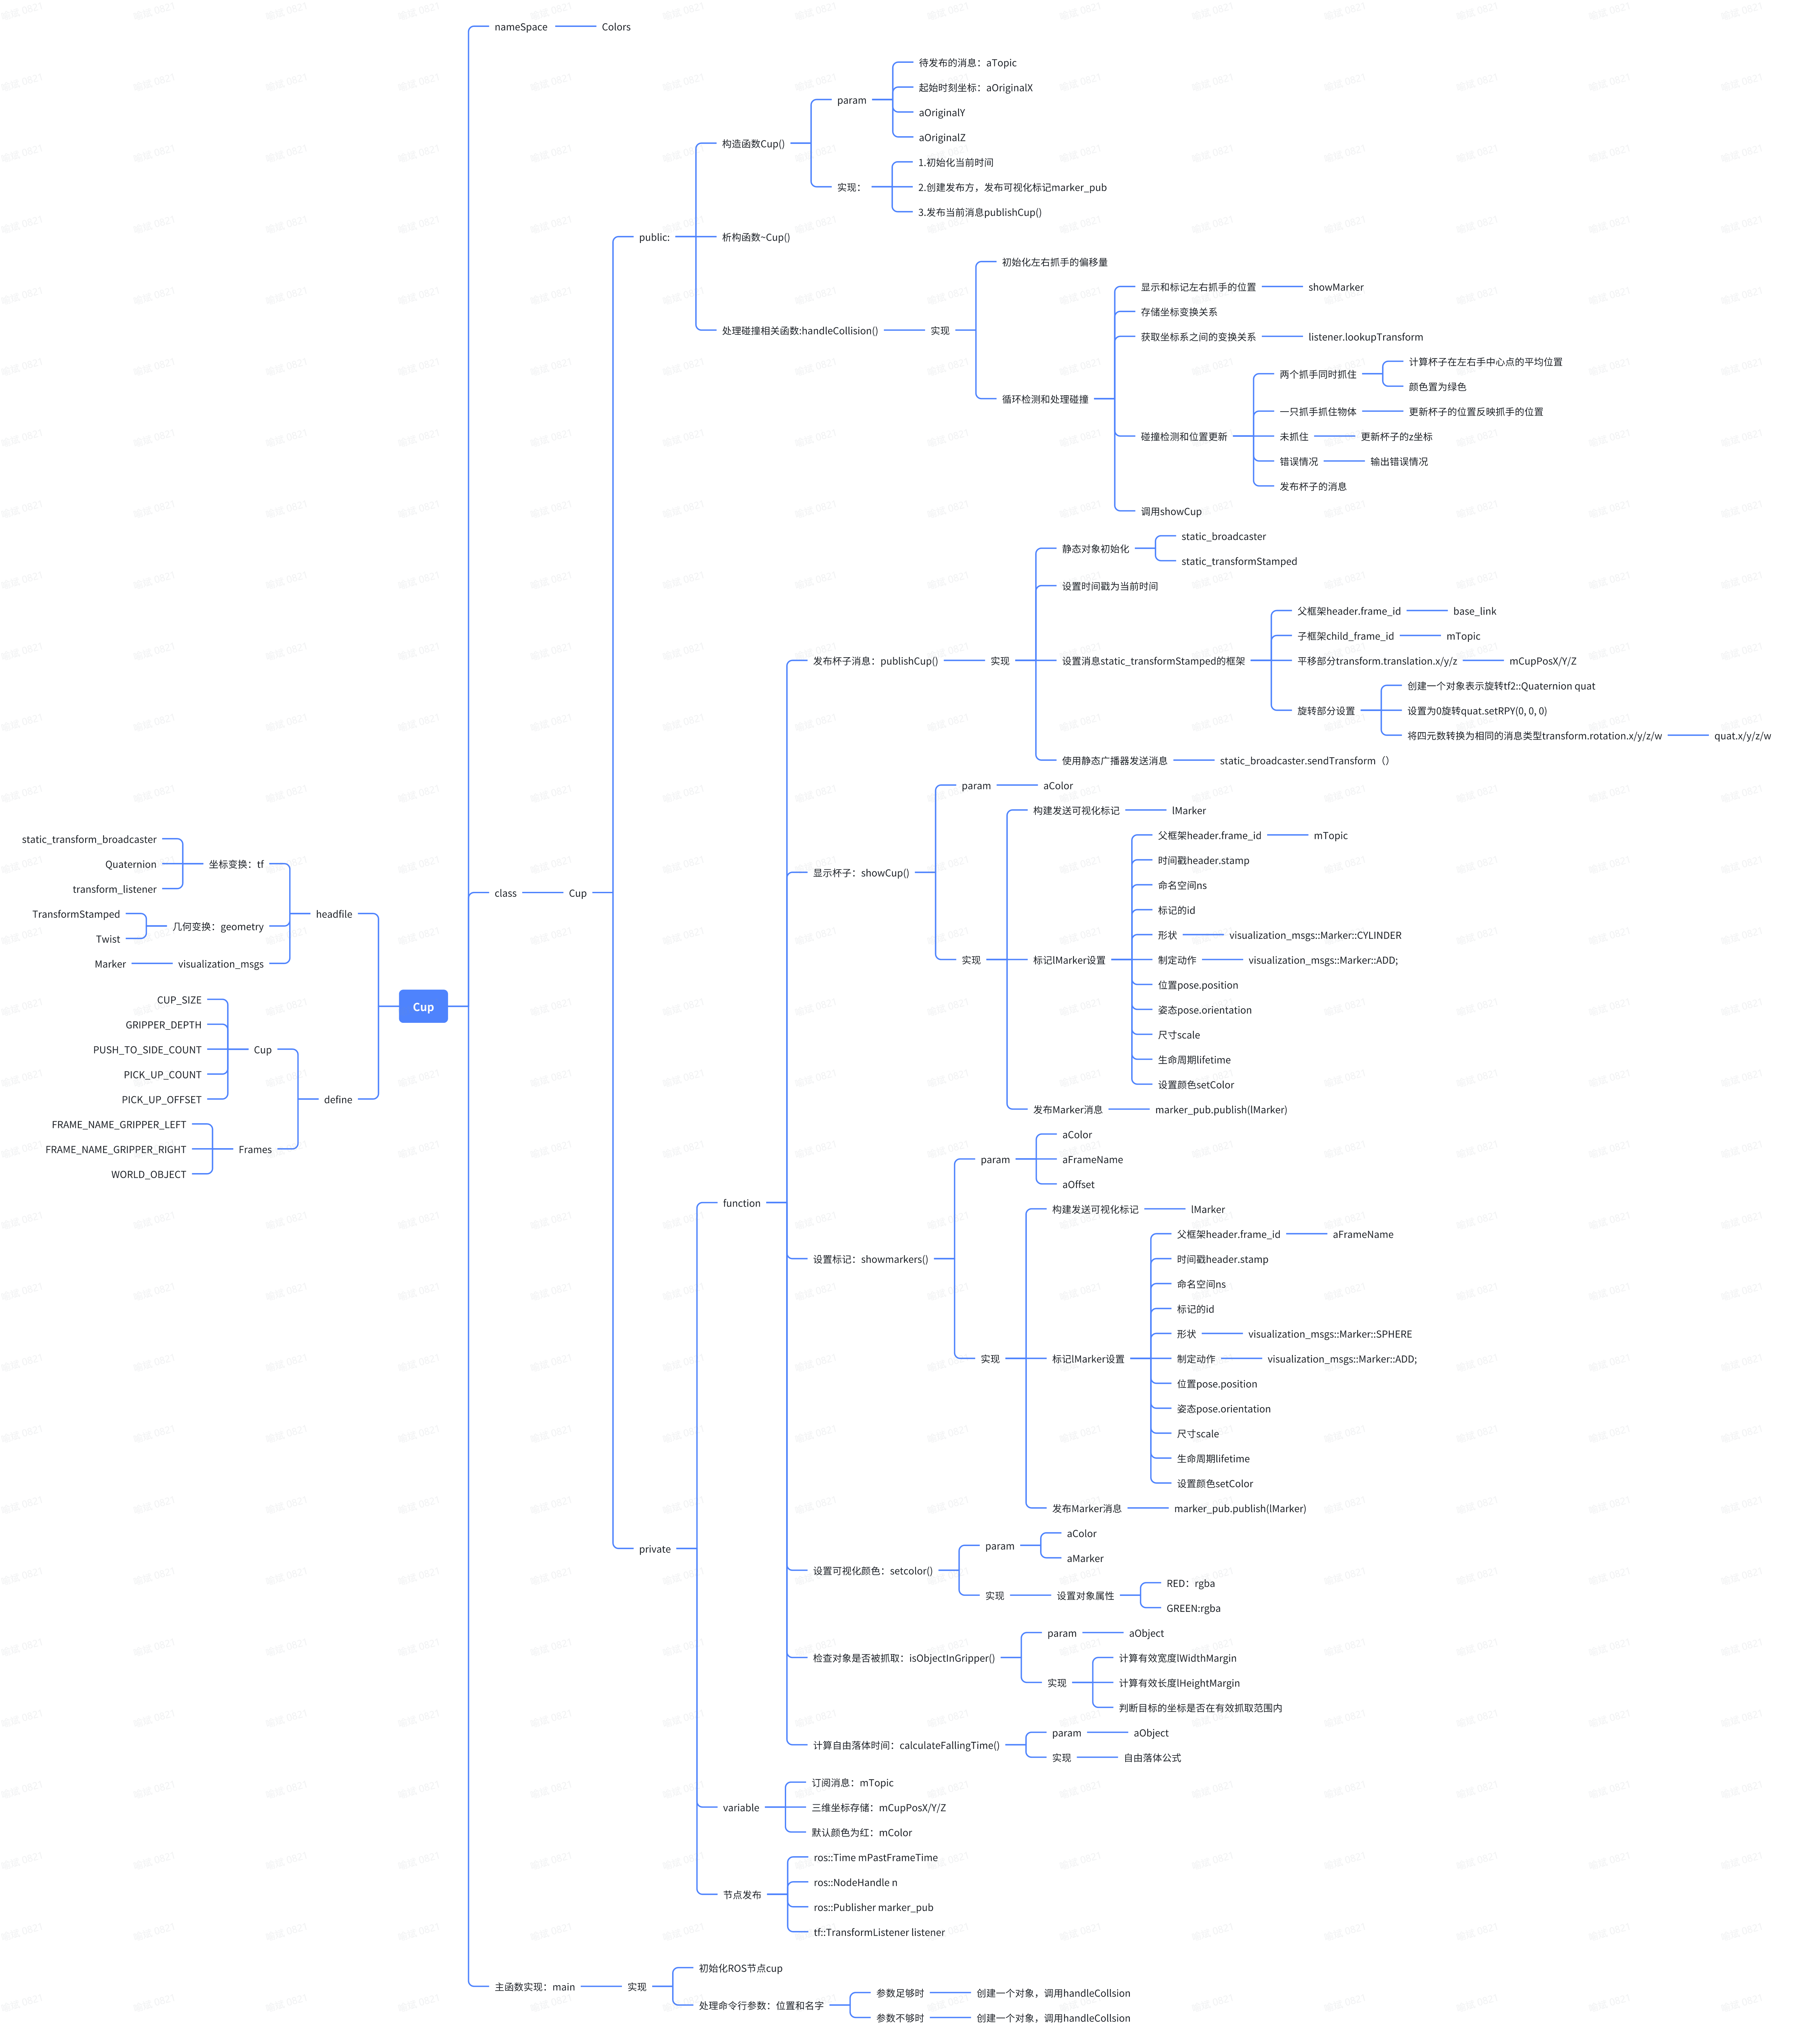 nameSpace
Colors
待发布的消息：aTopic
起始时刻坐标：aOriginalX
param
aOriginalY
aOriginalZ
构造函数Cup()
1.初始化当前时间
实现：
2.创建发布方，发布可视化标记marker_pub
3.发布当前消息publishCup()
public:
析构函数~Cup()
初始化左右抓手的偏移量
显示和标记左右抓手的位置
showMarker
存储坐标变换关系
处理碰撞相关函数:handleCollision()
实现
获取坐标系之间的变换关系
listener.lookupTransform
计算杯子在左右手中心点的平均位置
两个抓手同时抓住
颜色置为绿色
循环检测和处理碰撞
一只抓手抓住物体
更新杯子的位置反映抓手的位置
碰撞检测和位置更新
未抓住
更新杯子的z坐标
错误情况
输出错误情况
发布杯子的消息
调用showCup
static_broadcaster
静态对象初始化
static_transformStamped
设置时间戳为当前时间
父框架header.frame_id
base_link
子框架child_frame_id
mTopic
发布杯子消息：publishCup()
实现
设置消息static_transformStamped的框架
平移部分transform.translation.x/y/z
mCupPosX/Y/Z
创建一个对象表示旋转tf2::Quaternion quat
旋转部分设置
设置为0旋转quat.setRPY(0, 0, 0)
将四元数转换为相同的消息类型transform.rotation.x/y/z/w
quat.x/y/z/w
使用静态广播器发送消息
static_broadcaster.sendTransform（）
param
aColor
构建发送可视化标记
lMarker
父框架header.frame_id
mTopic
时间戳header.stamp
显示杯子：showCup()
命名空间ns
标记的id
形状
visualization_msgs::Marker::CYLINDER
实现
标记lMarker设置
制定动作
visualization_msgs::Marker::ADD;
位置pose.position
姿态pose.orientation
尺寸scale
生命周期lifetime
设置颜色setColor
发布Marker消息
marker_pub.publish(lMarker)
static_transform_broadcaster
Quaternion
坐标变换：tf
transform_listener
TransformStamped
headfile
几何变换：geometry
Twist
Marker
visualization_msgs
class
Cup
Cup
CUP_SIZE
GRIPPER_DEPTH
PUSH_TO_SIDE_COUNT
Cup
PICK_UP_COUNT
PICK_UP_OFFSET
define
FRAME_NAME_GRIPPER_LEFT
FRAME_NAME_GRIPPER_RIGHT
Frames
WORLD_OBJECT
aColor
param
aFrameName
aOffset
function
构建发送可视化标记
lMarker
父框架header.frame_id
aFrameName
设置标记：showmarkers()
时间戳header.stamp
命名空间ns
标记的id
形状
visualization_msgs::Marker::SPHERE
实现
标记lMarker设置
制定动作
visualization_msgs::Marker::ADD;
位置pose.position
姿态pose.orientation
尺寸scale
生命周期lifetime
设置颜色setColor
发布Marker消息
marker_pub.publish(lMarker)
private
aColor
param
aMarker
设置可视化颜色：setcolor()
实现
设置对象属性
RED：rgba
GREEN:rgba
param
aObject
检查对象是否被抓取：isObjectInGripper()
计算有效宽度lWidthMargin
实现
计算有效长度lHeightMargin
判断目标的坐标是否在有效抓取范围内
param
aObject
计算自由落体时间：calculateFallingTime()
实现
自由落体公式
订阅消息：mTopic
variable
三维坐标存储：mCupPosX/Y/Z
默认颜色为红：mColor
ros::Time mPastFrameTime
ros::NodeHandle n
节点发布
ros::Publisher marker_pub
tf::TransformListener listener
初始化ROS节点cup
主函数实现：main
实现
处理命令行参数：位置和名字
参数足够时
创建一个对象，调用handleCollsion
参数不够时
创建一个对象，调用handleCollsion